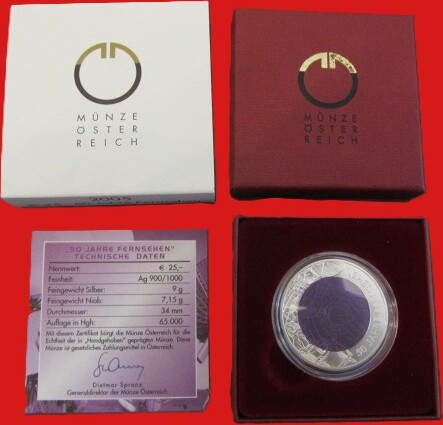 MÜNZE
ÖSTER
REICH
MÜNZE
ÖSTER
REICH
2005
"50 JAHRE FERNSEHEN"
TECHNISCHE DATEN
Nennwert: € 25,-
Feinheit: Ag 900/1000
Feingewicht Silber: 9 g
Feingewicht Niob: 7,15 g
Durchmesser: 34 mm
Auflage in Hgh: 65.000
Mit diesem Zertifikat bürgt die Münze Österreich für die
Echtheit der in "Handgehoben" geprägten Münze. Diese
Münze ist gesetzliches Zahlungsmittel in Österreich.
Dietmar Spranz
Generaldirektor der Münze Österreich